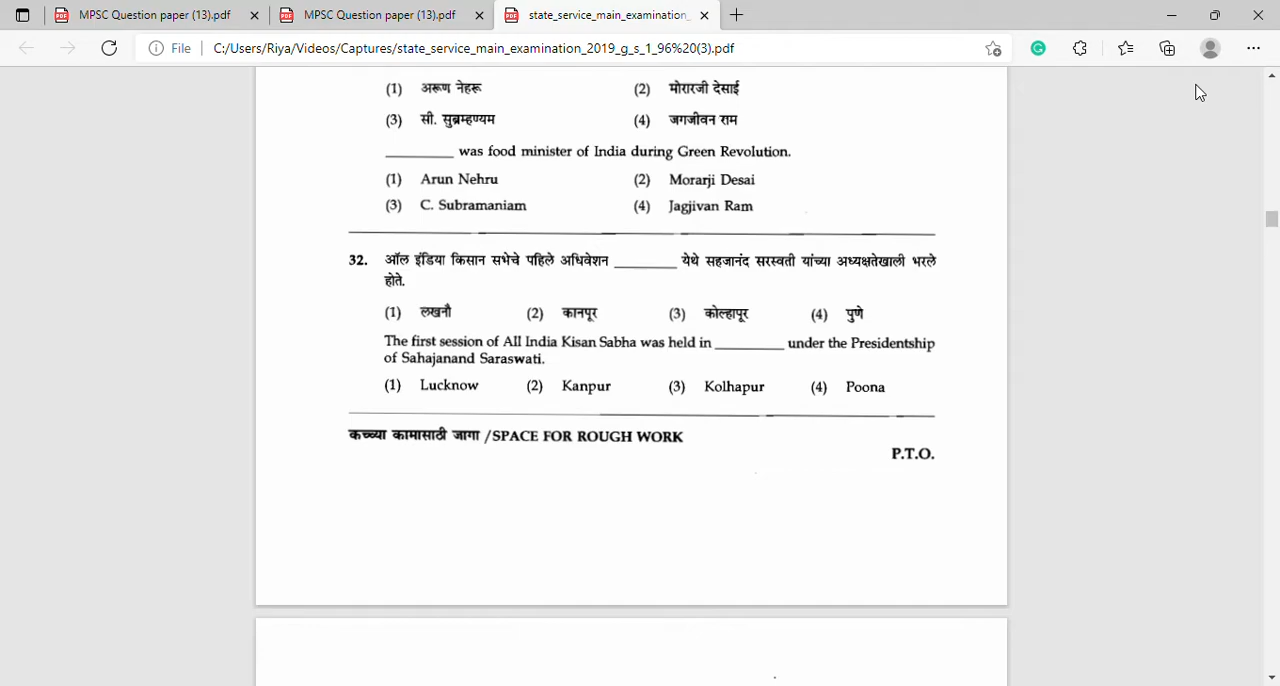 MPSC Question paper (13).pdf MPSC Question paper (13).pdf state_service_main_examination_
File C:/Users/Riya/Videos/Captures/state_service_main_examination_2019_g_s_1_96%20(3).pdf
(1) अरूण नेहरू (2) मोरारजी देसाई
(3) सी. सुब्रम्हण्यम (4) जगजीवन राम
________ was food minister of India during Green Revolution.
(1) Arun Nehru (2) Morarji Desai
(3) C. Subramaniam (4) Jagjivan Ram
32. ऑल इंडिया किसान सभेचे पहिले अधिवेशन ________ येथे सहजानंद सरस्वती यांच्या अध्यक्षतेखाली भरले
होते.
(1) लखनौ (2) कानपूर (3) कोल्हापूर (4) पुणे
The first session of All India Kisan Sabha was held in ________ under the Presidentship
of Sahajanand Saraswati.
(1) Lucknow (2) Kanpur (3) Kolhapur (4) Poona
कच्च्या कामासाठी जागा /SPACE FOR ROUGH WORK
P.T.O.